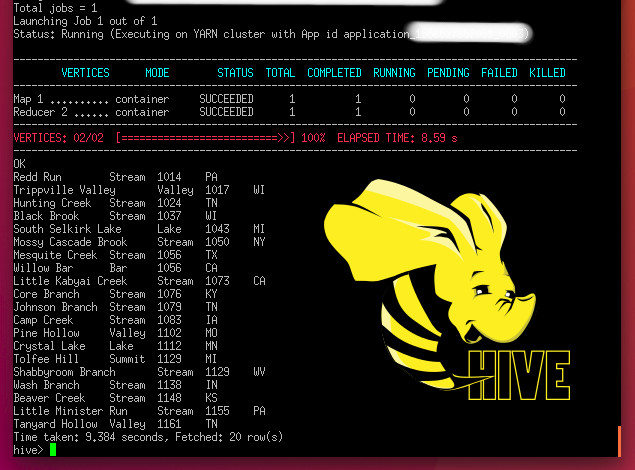 Total jobs = 1
Launching Job 1 out of 1
Status: Running (Executing on YARN cluster with App id application_ )
----------------------------------------------------------------------------------------------
VERTICES MODE STATUS TOTAL COMPLETED RUNNING PENDING FAILED KILLED
----------------------------------------------------------------------------------------------
Map 1 .......... container SUCCEEDED 1 1 0 0 0 0
Reducer 2 ...... container SUCCEEDED 1 1 0 0 0 0
----------------------------------------------------------------------------------------------
VERTICES: 02/02 [==========================>>] 100% ELAPSED TIME: 8.59 s
----------------------------------------------------------------------------------------------
OK
Redd Run Stream 1014 PA
Trippville Valley Valley 1017 WI
Hunting Creek Stream 1024 TN
Black Brook Stream 1037 WI
South Selkirk Lake Lake 1043 MI
Mossy Cascade Brook Stream 1050 NY
Mesquite Creek Stream 1056 TX
Willow Bar Bar 1056 CA
Little Kabyai Creek Stream 1073 CA
Core Branch Stream 1076 KY
Johnson Branch Stream 1079 TN
Camp Creek Stream 1083 IA
Pine Hollow Valley 1102 MO
Crystal Lake Lake 1112 MN
Tolfee Hill Summit 1129 MI
Shabbyroom Branch Stream 1129 WV
Wash Branch Stream 1138 IN
Beaver Creek Stream 1148 KS
Little Minister Run Stream 1155 PA
Tanyard Hollow Valley 1161 TN
Time taken: 9.384 seconds, Fetched: 20 row(s)
hive>
HIVE